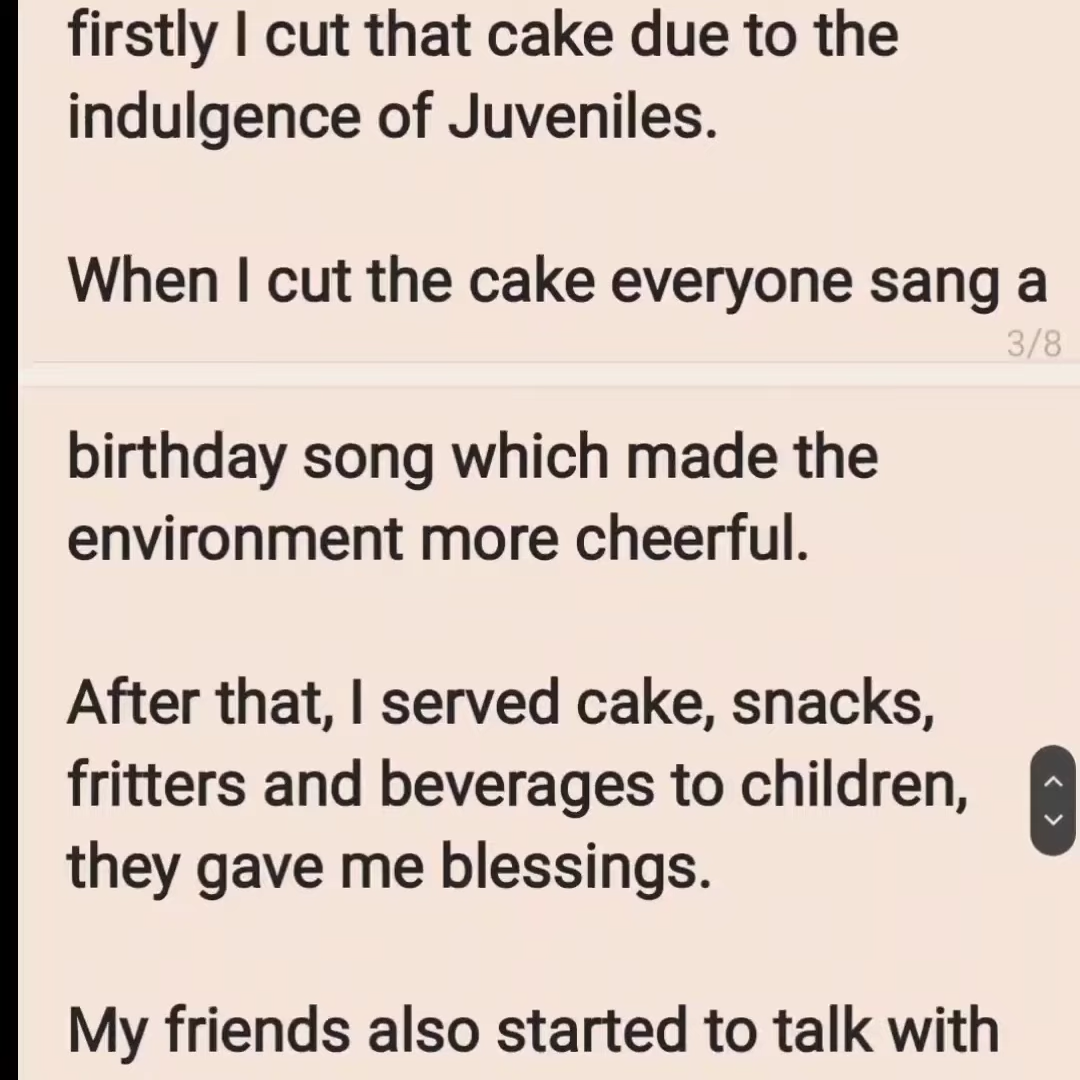 firstly I cut that cake due to the
indulgence of Juveniles.
When I cut the cake everyone sang a
3/8
birthday song which made the
environment more cheerful.
After that, I served cake, snacks,
fritters and beverages to children,
they gave me blessings.
My friends also started to talk with